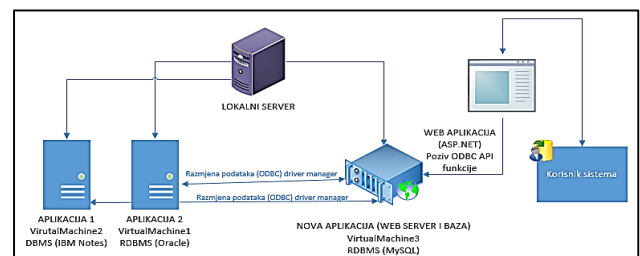 LOKALNI SERVER
WEB APLIKACIJA
(ASP.NET)
Poziv ODBC API
funkcije
Korisnik sistema
Razmjena podataka (ODBC) driver manager
Razmjena podataka (ODBC) driver manager
APLIKACIJA 1
VirutalMachine2
DBMS (IBM Notes)
APLIKACIJA 2
VirtualMachine1
RDBMS (Oracle)
NOVA APLIKACIJA (WEB SERVER I BAZA)
VirtualMachine3
RDBMS (MySQL)